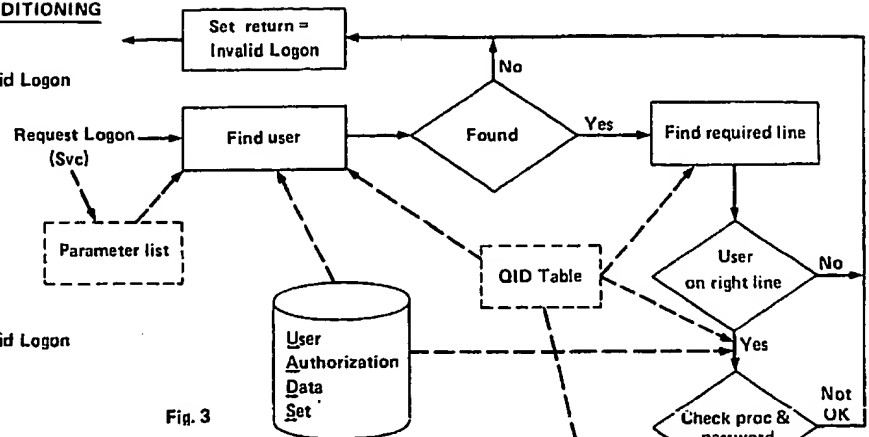 DITIONING
Set return =
Invalid Logon
id Logon
No
Request Logon
(Svc)
Find user
Found
Yes
Find required line
Parameter list
QID Table
User
on right line
No
id Logon
User
Authorization
Data
Set
Yes
Fig. 3
Check proc &
password
Not
OK